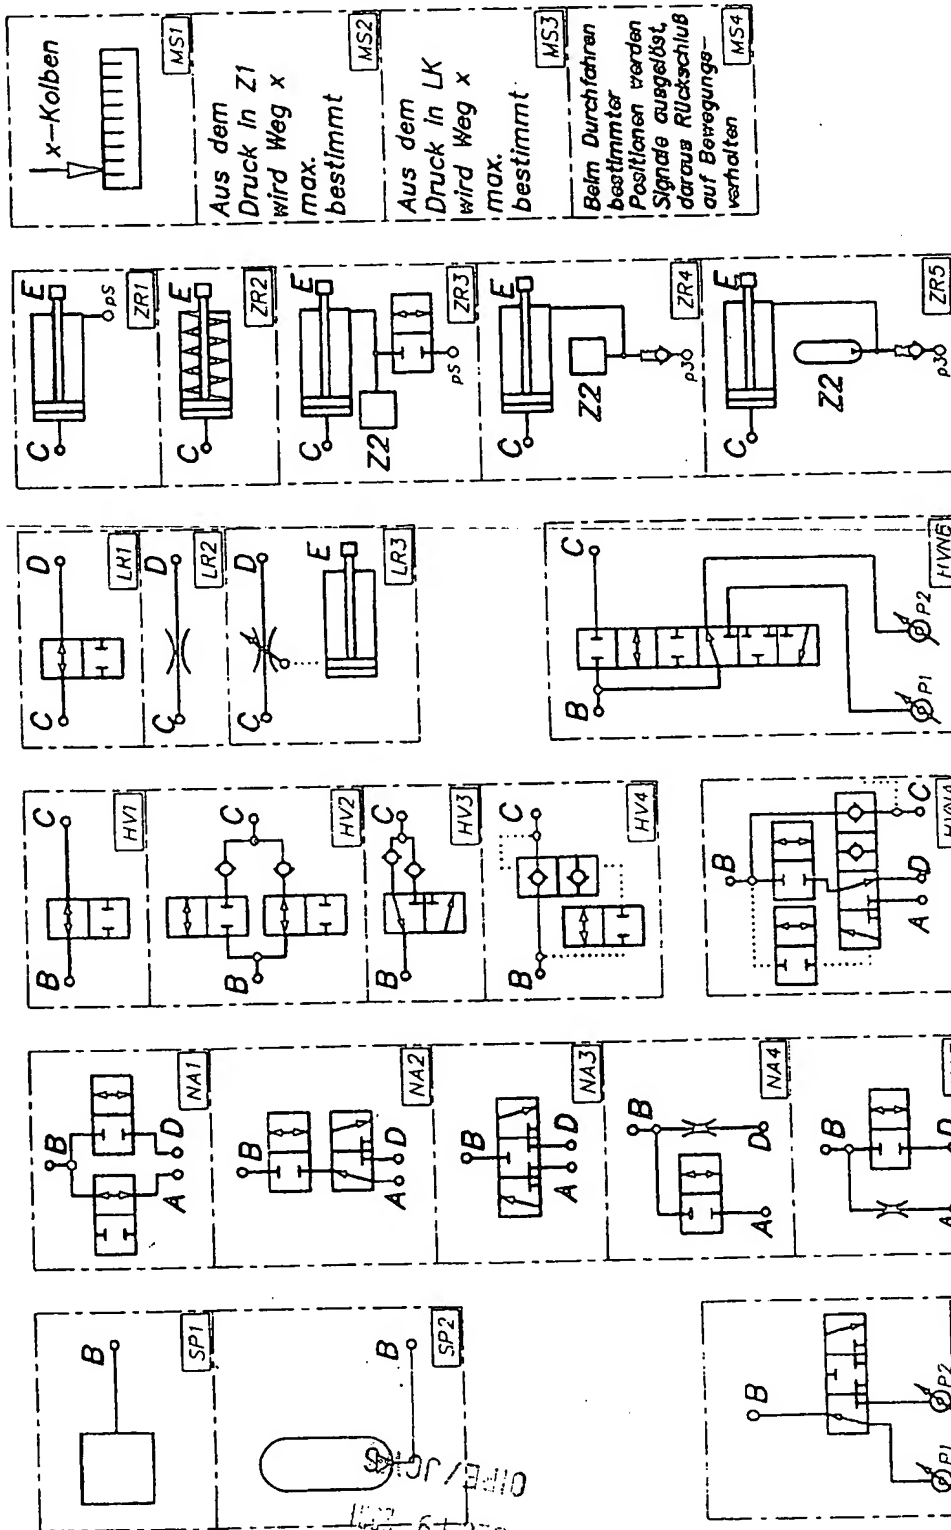 x-Kolben
MS1
Aus dem
Druck in Z1
wird Weg x
max.
bestimmt
MS2
Aus dem
Druck in LK
wird Weg x
max.
bestimmt
MS3
Beim Durchfahren
bestimmter
Positionen werden
Signale ausgelöst,
daraus Rückschluß
auf Bewegungs-
verhalten
MS4
C
E
pS
ZR1
C
E
ZR2
C
E
Z2
pS
ZR3
C
E
Z2
p3
ZR4
C
E
Z2
p3
ZR5
C
D
LR1
C
D
LR2
C
D
E
LR3
B
C
P1
P2
HVNB
B
C
HV1
B
C
HV2
B
C
HV3
B
C
HV4
B
A
D
C
HVNA
B
A
D
NA1
B
A
D
NA2
B
A
D
NA3
B
A
D
NA4
B
A
D
B
SP1
B
SP2
B
P1
P2